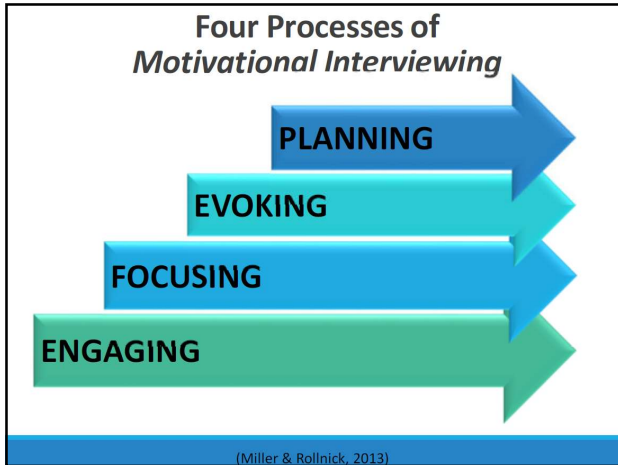 Four Processes of
Motivational Interviewing
PLANNING
EVOKING
FOCUSING
ENGAGING
(Miller & Rollnick, 2013)